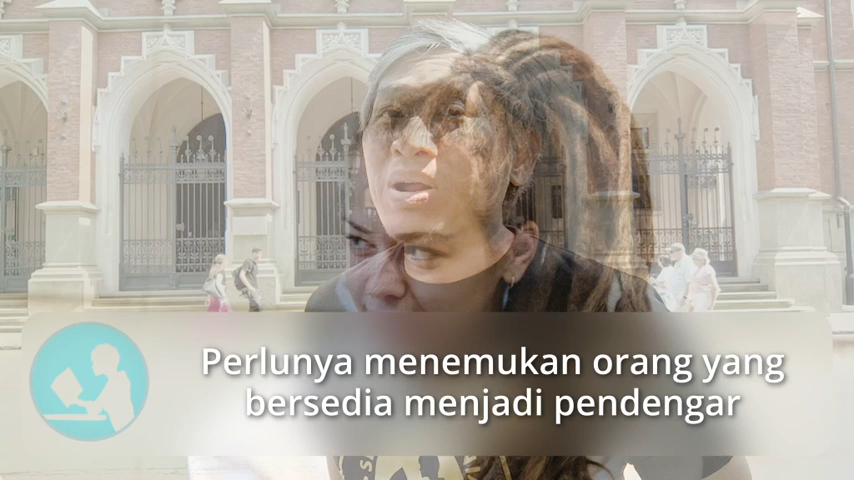 Perlunya menemukan orang yang
bersedia menjadi pendengar